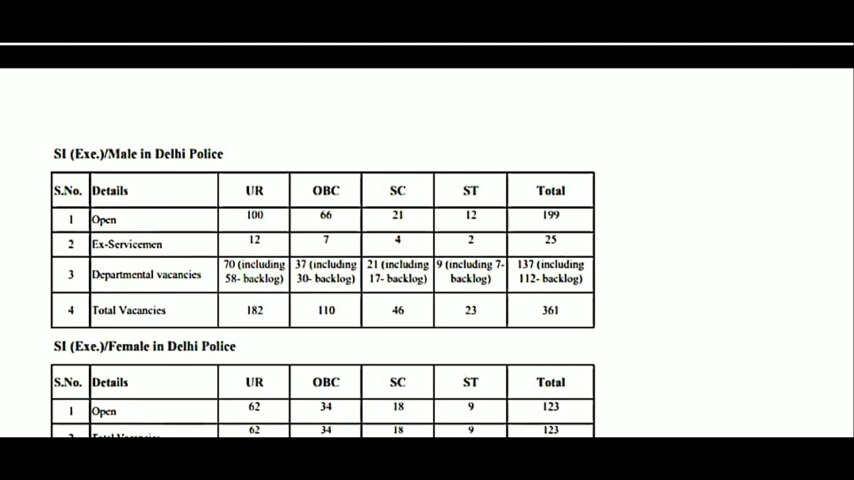 SI (Exe.)/Male in Delhi Police
S.No. Details UR OBC SC ST Total
1 Open 100 66 21 12 199
2 Ex-Servicemen 12 7 4 2 25
3 Departmental vacancies 70 (including 58- backlog) 37 (including 30- backlog) 21 (including 17- backlog) 9 (including 7- backlog) 137 (including 112- backlog)
4 Total Vacancies 182 110 46 23 361
SI (Exe.)/Female in Delhi Police
S.No. Details UR OBC SC ST Total
1 Open 62 34 18 9 123
2 Total Vacancies 62 34 18 9 123